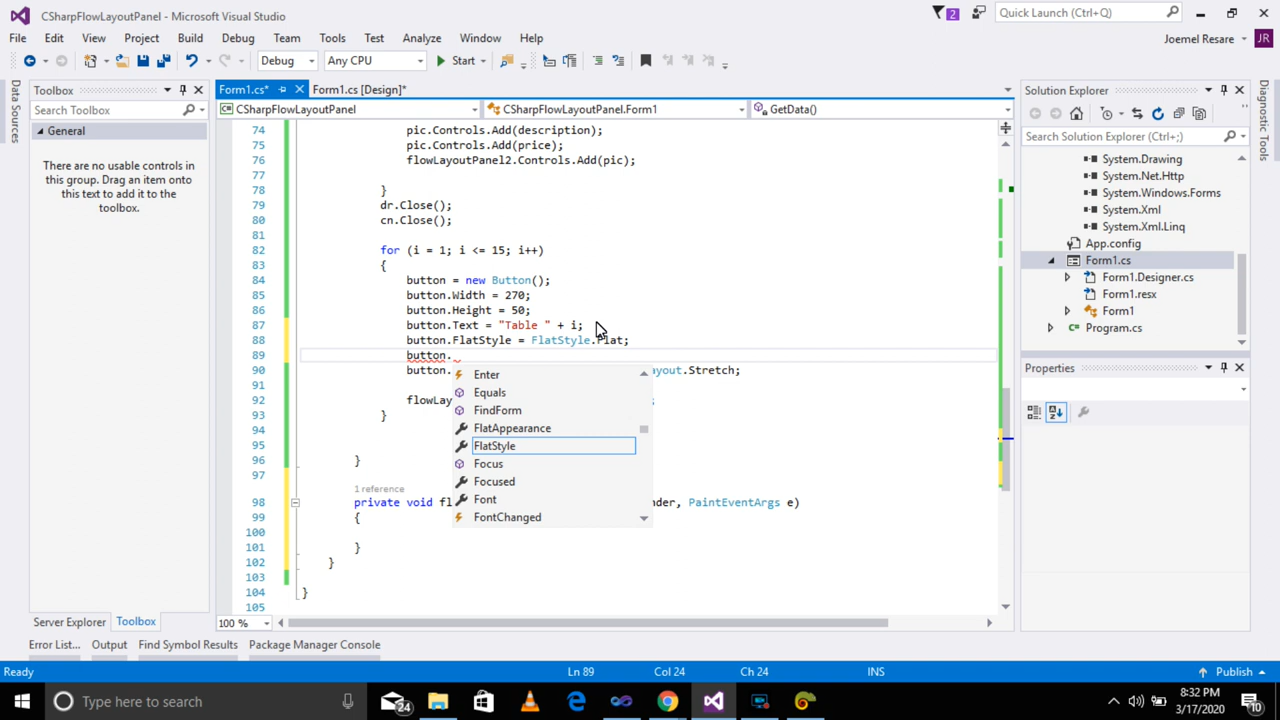 CSharpFlowLayoutPanel - Microsoft Visual Studio
2
Quick Launch (Ctrl+Q)
File Edit View Project Build Debug Team Tools Test Analyze Window Help
Joemel Resare JR
Debug Any CPU Start
Data Sources
Toolbox
Search Toolbox
General
There are no usable controls in
this group. Drag an item onto
this text to add it to the
toolbox.
Server Explorer Toolbox
Form1.cs* Form1.cs [Design]*
CSharpFlowLayoutPanel CSharpFlowLayoutPanel.Form1 GetData()
74 pic.Controls.Add(description);
75 pic.Controls.Add(price);
76 flowLayoutPanel2.Controls.Add(pic);
77
78 }
79 dr.Close();
80 cn.Close();
81
82 for (i = 1; i <= 15; i++)
83 {
84 button = new Button();
85 button.Width = 270;
86 button.Height = 50;
87 button.Text = "Table " + i;
88 button.FlatStyle = FlatStyle.Flat;
89 button.
90 button. ayout.Stretch;
91
92 flowLay ;
93 }
94
95
96 }
97
1 reference
98 private void fl nder, PaintEventArgs e)
99 {
100
101 }
102 }
103
104 }
105
Enter
Equals
FindForm
FlatAppearance
FlatStyle
Focus
Focused
Font
FontChanged
100 %
Solution Explorer
Search Solution Explorer (Ctrl+;)
System.Drawing
System.Net.Http
System.Windows.Forms
System.Xml
System.Xml.Linq
App.config
Form1.cs
Form1.Designer.cs
Form1.resx
Form1
Program.cs
Properties
Diagnostic Tools
Error List... Output Find Symbol Results Package Manager Console
Ready Ln 89 Col 24 Ch 24 INS Publish
Type here to search
24
8:32 PM
3/17/2020
10